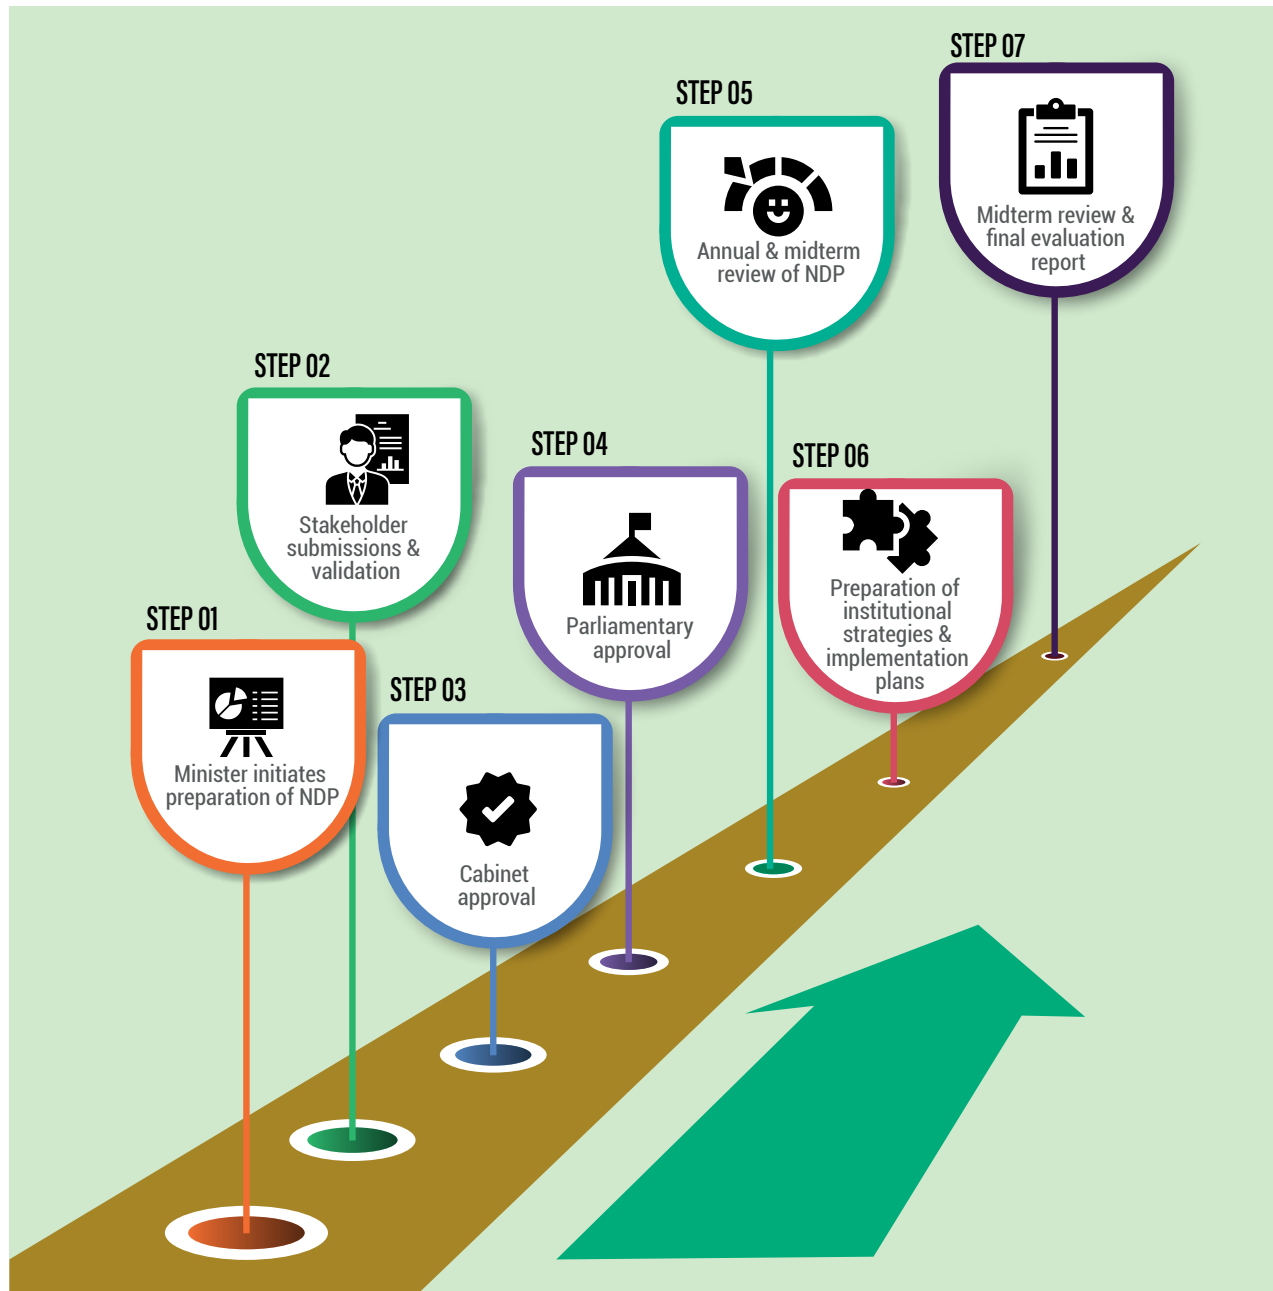 STEP 01
Minister initiates
preparation of NDP
STEP 02
Stakeholder
submissions &
validation
STEP 03
Cabinet
approval
STEP 04
Parliamentary
approval
STEP 05
Annual & midterm
review of NDP
STEP 06
Preparation of
institutional
strategies &
implementation
plans
STEP 07
Midterm review &
final evaluation
report